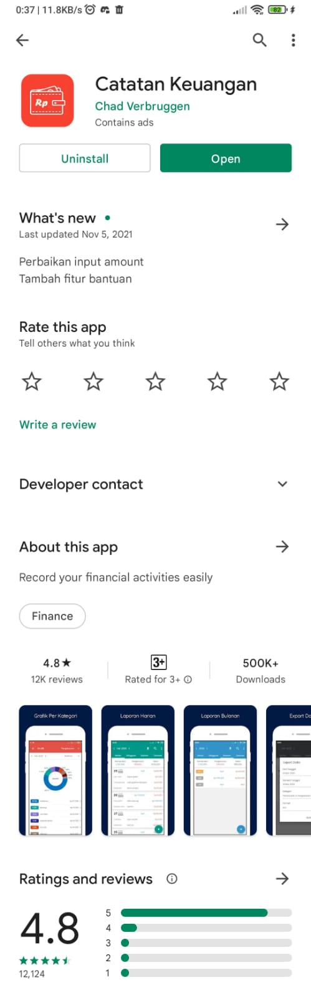 0:37 | 11.8KB/s
82
Catatan Keuangan
Rp
Chad Verbruggen
Contains ads
Uninstall
Open
What's new
Last updated Nov 5, 2021
Perbaikan input amount
Tambah fitur bantuan
Rate this app
Tell others what you think
Write a review
Developer contact
About this app
Record your financial activities easily
Finance
4.8★
3+
500K+
12K reviews
Rated for 3+
Downloads
Grafik Per Kategori
Laporan Harian
Laporan Bulanan
Export Da
Ratings and reviews
4.8
12,124
5
4
3
2
1